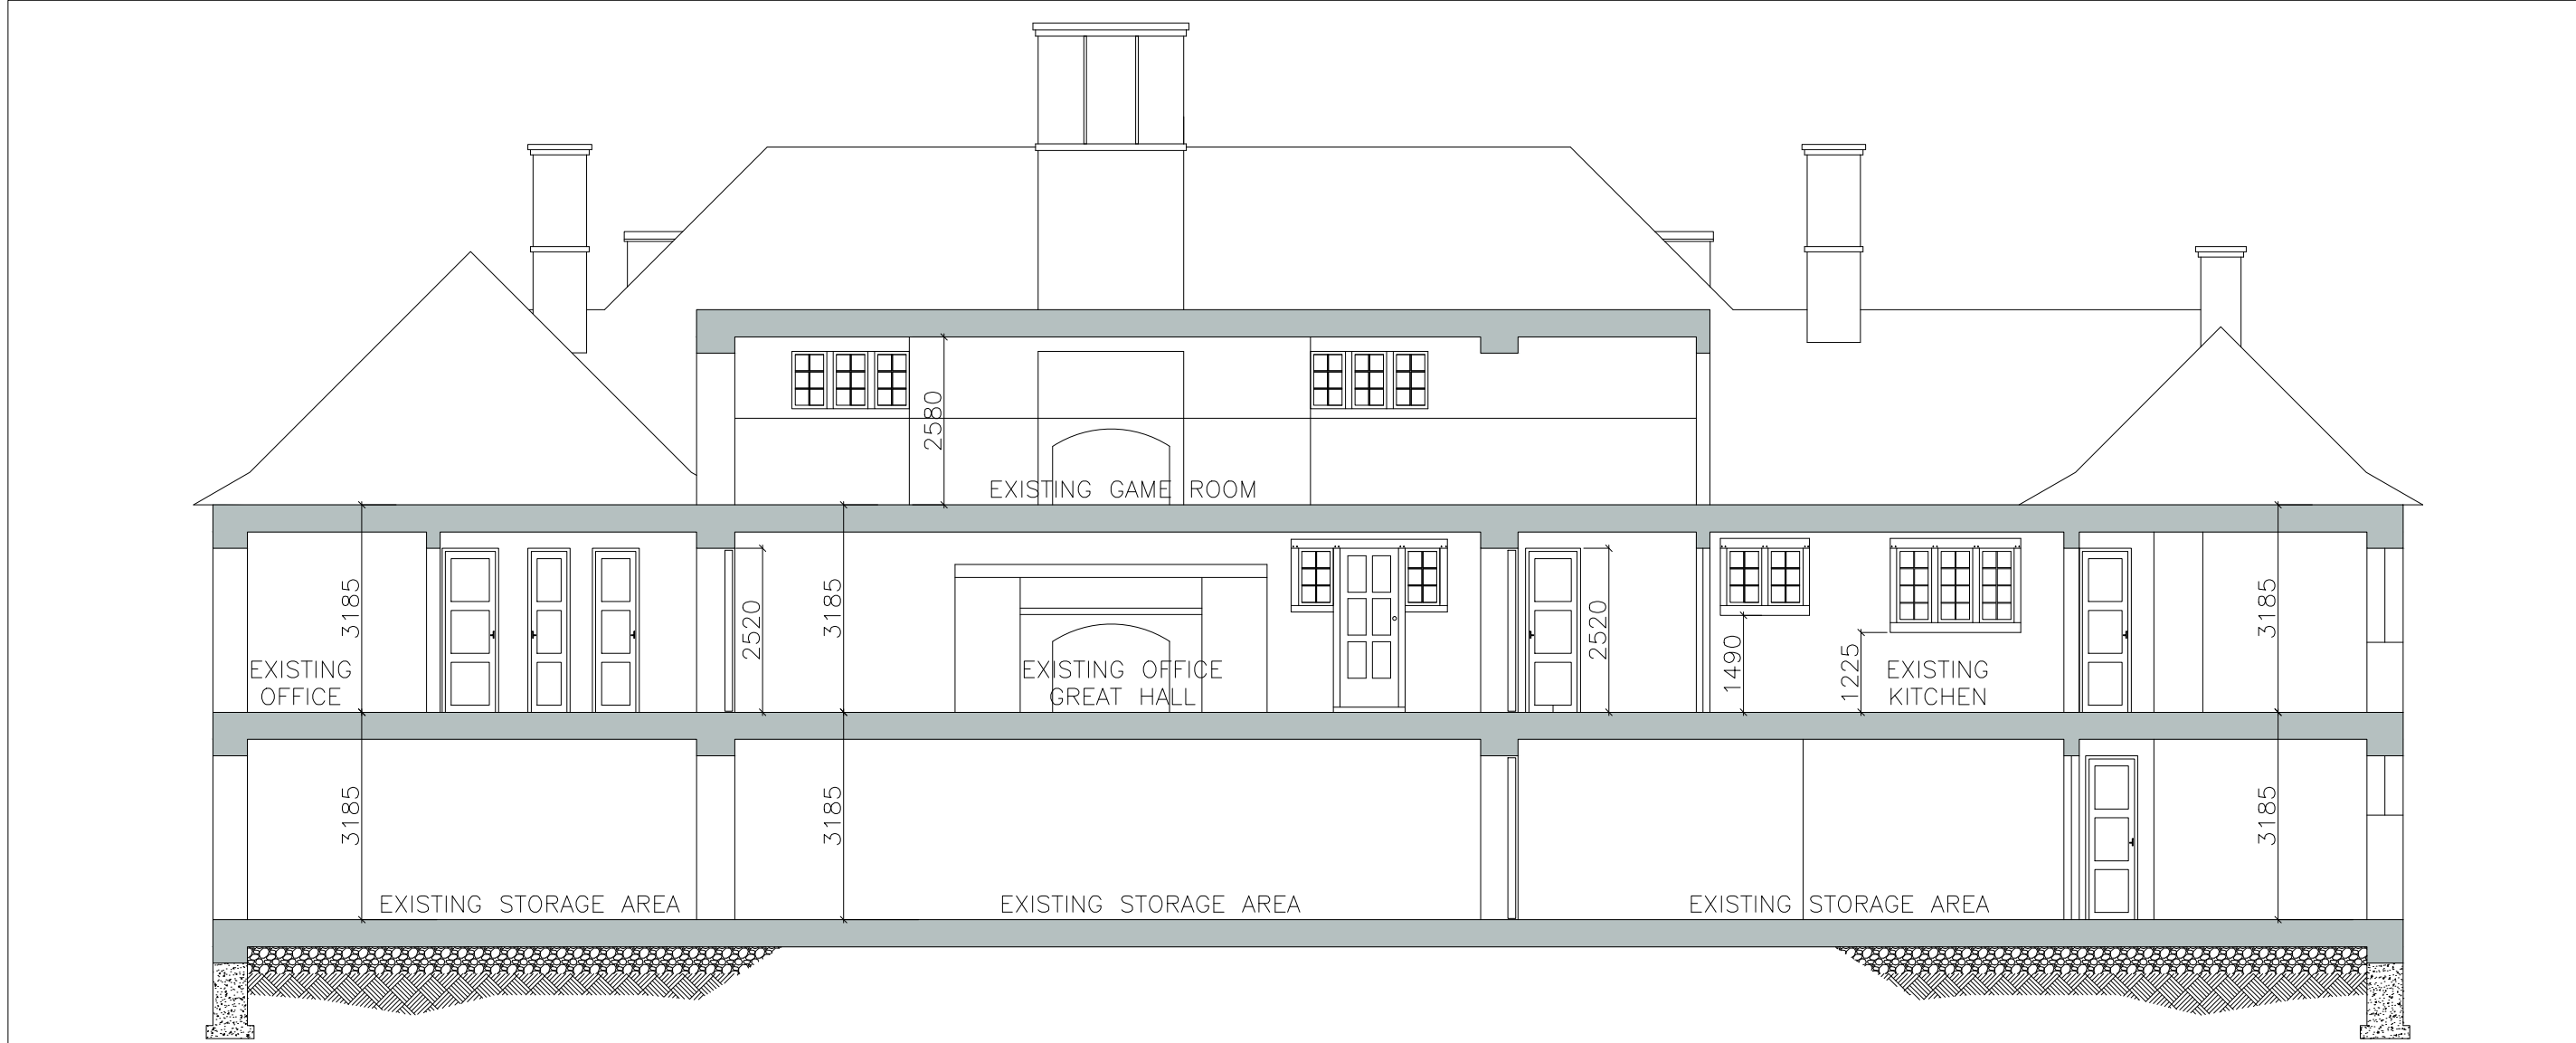 2580
EXISTING GAME ROOM
3185
2520
3185
2520
1490
1225
3185
EXISTING
OFFICE
EXISTING OFFICE
GREAT HALL
EXISTING
KITCHEN
3185
3185
3185
EXISTING STORAGE AREA
EXISTING STORAGE AREA
EXISTING STORAGE AREA